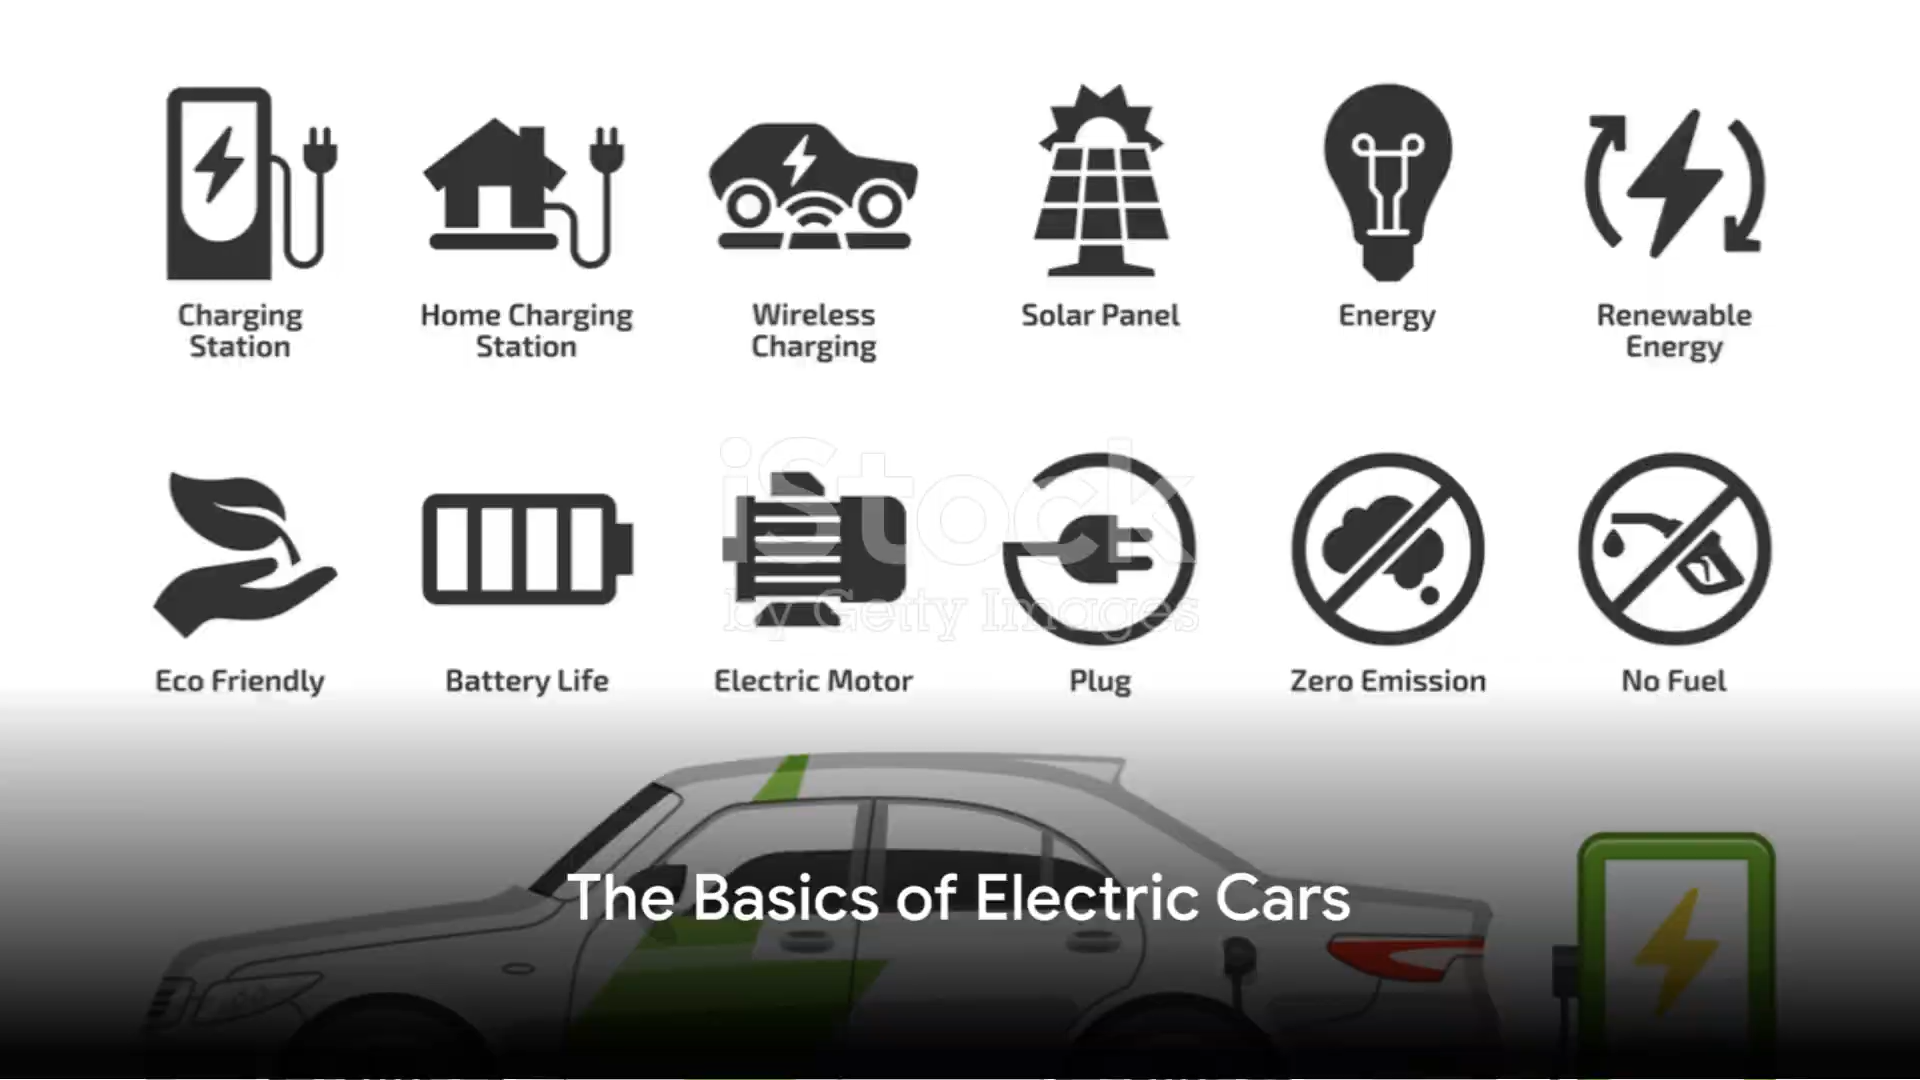 Charging
Station
Home Charging
Station
Wireless
Charging
Solar Panel
Energy
Renewable
Energy
iStock
by Getty Images
Eco Friendly
Battery Life
Electric Motor
Plug
Zero Emission
No Fuel
The Basics of Electric Cars